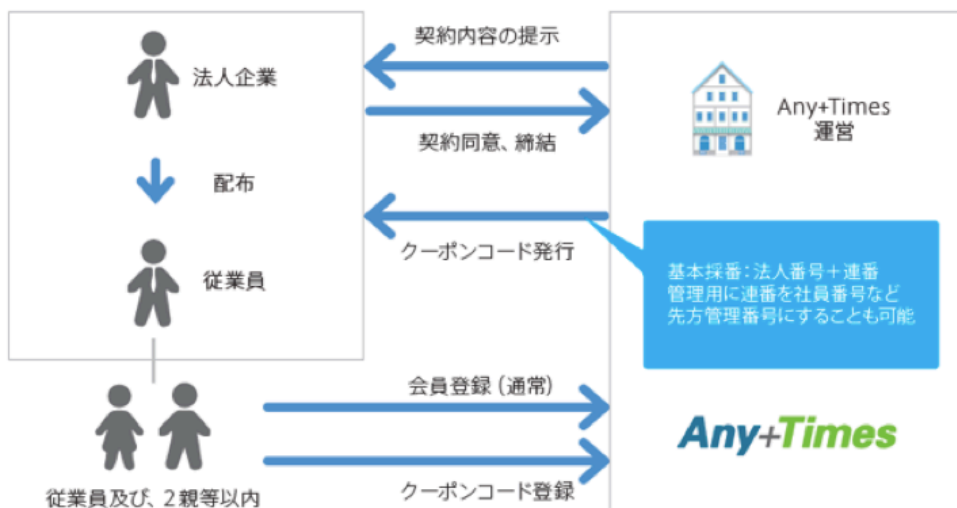 契約内容の提示
法人企業
Any+Times
運営
契約同意、締結
配布
クーポンコード発行
基本採番：法人番号＋連番
管理用に連番を社員番号など
先方管理番号にすることも可能
従業員
会員登録（通常）
Any+Times
クーポンコード登録
従業員及び、２親等以内